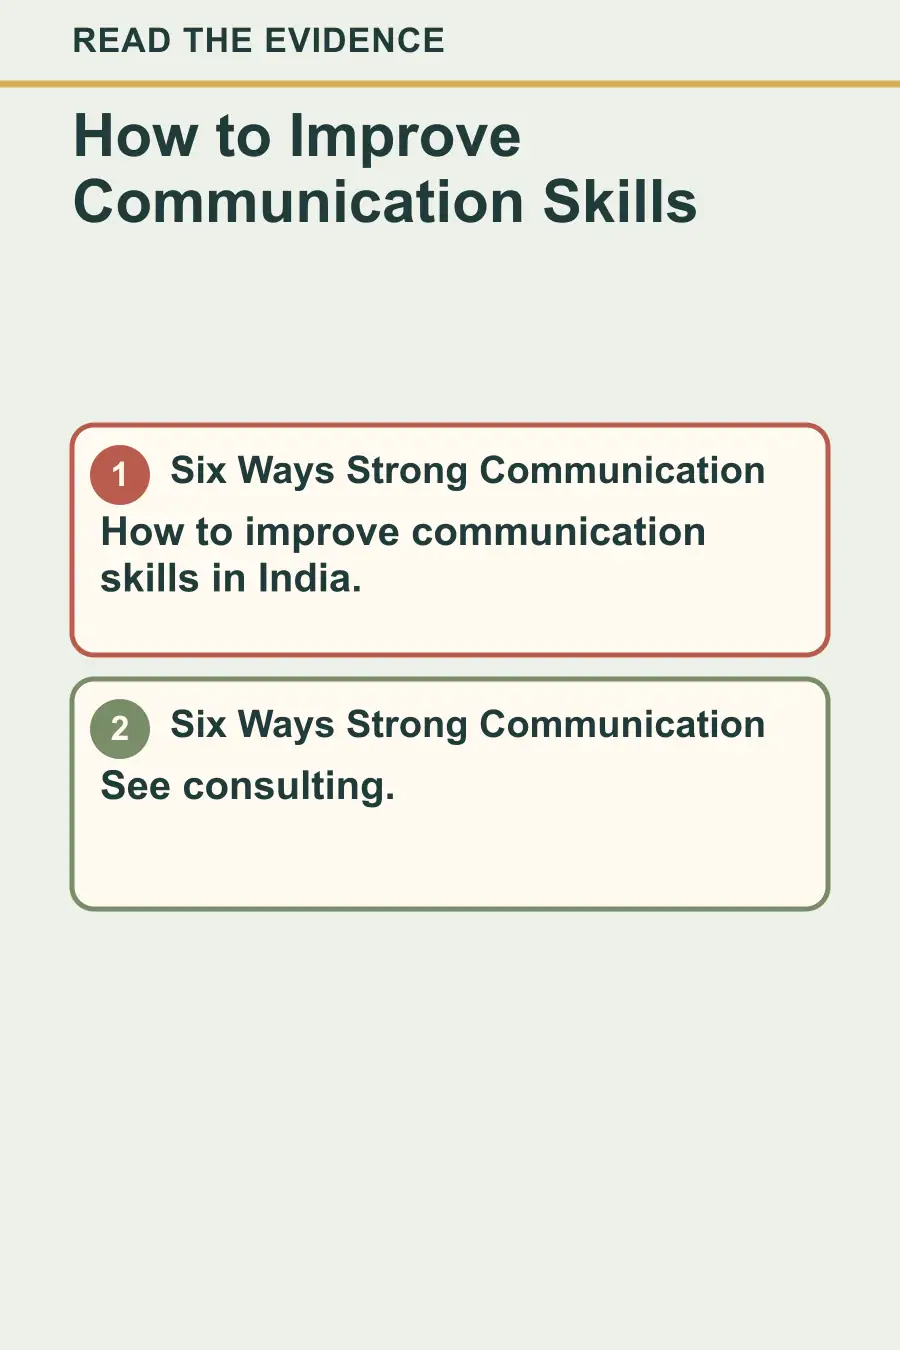 READ THE EVIDENCE
How to Improve
Communication Skills
1 Six Ways Strong Communication
How to improve communication
skills in India.
2 Six Ways Strong Communication
See consulting.